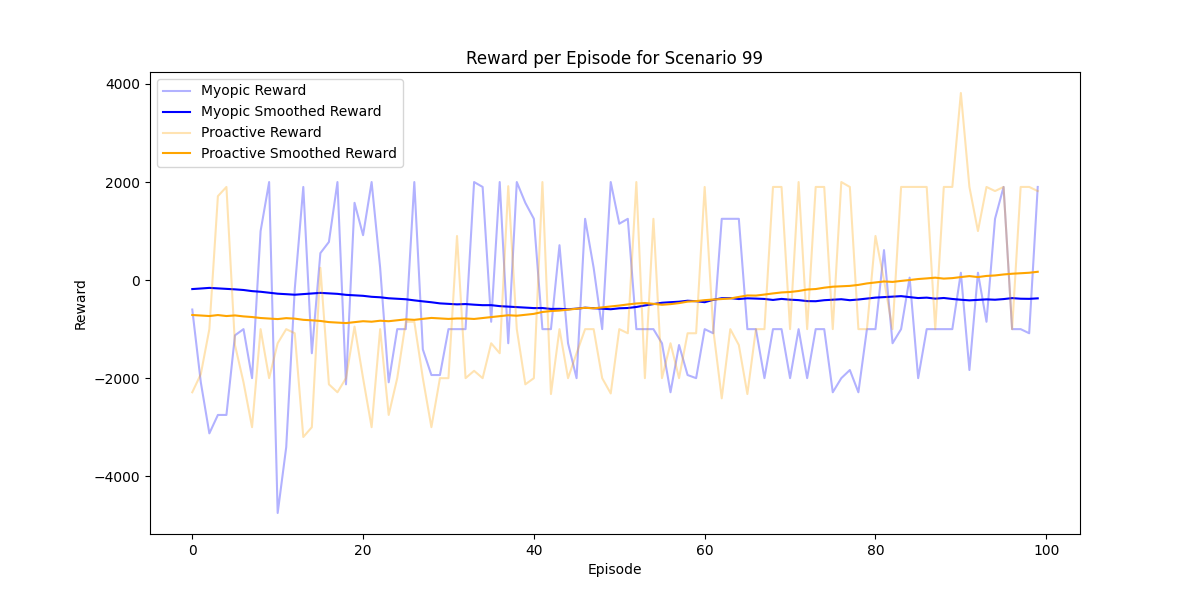 Reward per Episode for Scenario 99
Myopic Reward
Myopic Smoothed Reward
Proactive Reward
Proactive Smoothed Reward
Reward
4000
2000
0
−2000
−4000
0 20 40 60 80 100
Episode